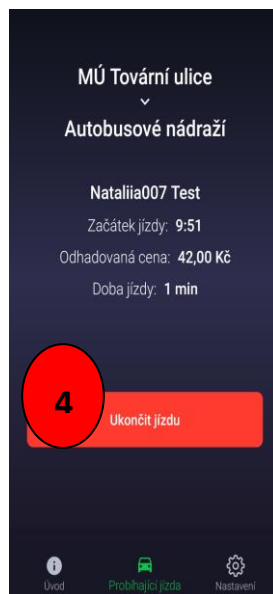 MÚ Tovární ulice
Autobusové nádraží
Nataliia007 Test
Začátek jízdy: 9:51
Odhadovaná cena: 42,00 Kč
Doba jízdy: 1 min
4
Ukončit jízdu
Úvod
Probíhající jízda
Nastavení